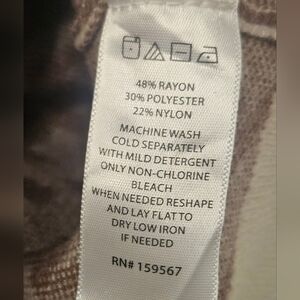 48% RAYON
30% POLYESTER
22% NYLON
MACHINE WASH
COLD SEPARATELY
WITH MILD DETERGENT
ONLY NON-CHLORINE
BLEACH
WHEN NEEDED RESHAPE
AND LAY FLAT TO
DRY LOW IRON
IF NEEDED
RN# 159567